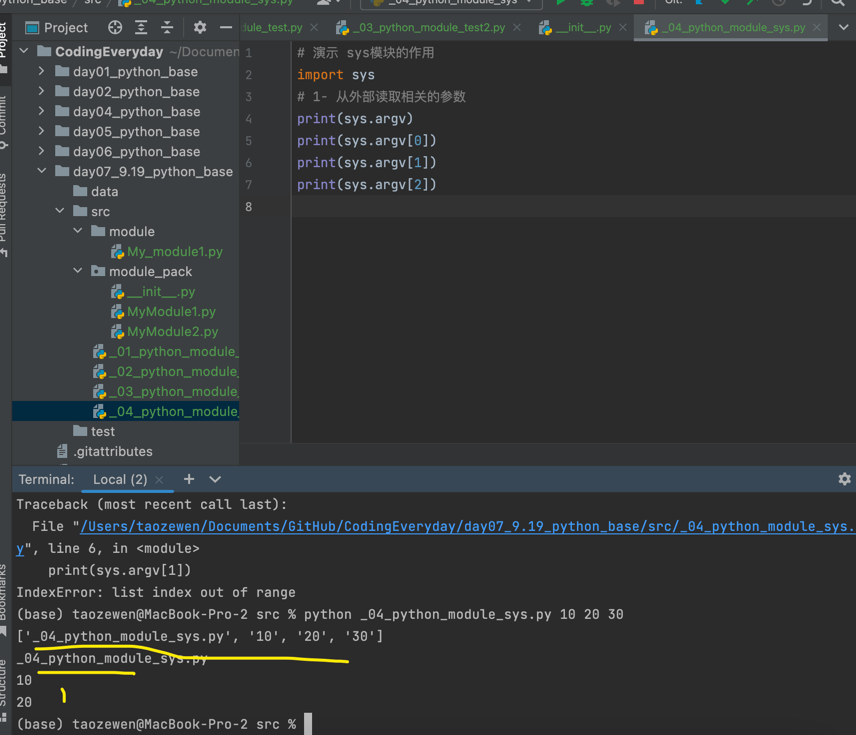 src
Git:
Project
dule_test.py
_03_python_module_test2.py
__init__.py
_04_python_module_sys.py
Project
Commit
Pull Requests
Bookmarks
Structure
CodingEveryday ~/Documen
day01_python_base
day02_python_base
day04_python_base
day05_python_base
day06_python_base
day07_9.19_python_base
data
src
module
My_module1.py
module_pack
__init__.py
MyModule1.py
MyModule2.py
_01_python_module_
_02_python_module_
_03_python_module_
_04_python_module_
test
.gitattributes
1 # 演示 sys模块的作用
2 import sys
3 # 1- 从外部读取相关的参数
4 print(sys.argv)
5 print(sys.argv[0])
6 print(sys.argv[1])
7 print(sys.argv[2])
8
Terminal: Local (2)
Traceback (most recent call last):
File "/Users/taozewen/Documents/GitHub/CodingEveryday/day07_9.19_python_base/src/_04_python_module_sys.
y", line 6, in <module>
print(sys.argv[1])
IndexError: list index out of range
(base) taozewen@MacBook-Pro-2 src % python _04_python_module_sys.py 10 20 30
['_04_python_module_sys.py', '10', '20', '30']
_04_python_module_sys.py
10
20
(base) taozewen@MacBook-Pro-2 src %